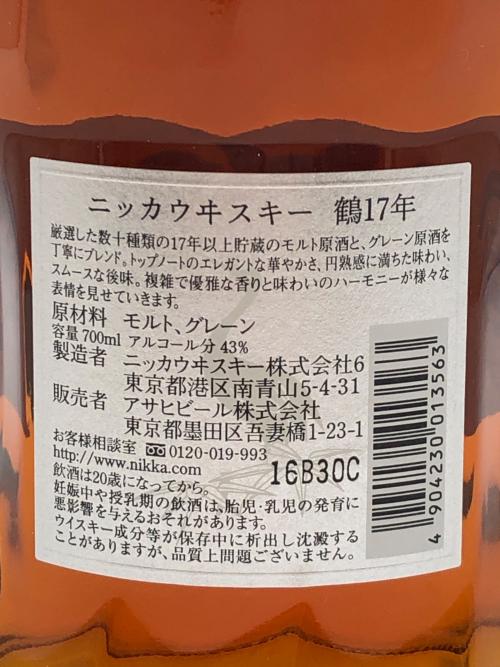 ニッカウヰスキー 鶴17年
厳選した数十種類の17年以上貯蔵のモルト原酒と、グレーン原酒を
丁寧にブレンド。トップノートのエレガントな華やかさ、円熟感に満ちた味わい、
スムースな後味。複雑で優雅な香りと味わいのハーモニーが様々な
表情を見せていきます。
原材料 モルト、グレーン
容量 700ml アルコール分 43%
製造者 ニッカウヰスキー株式会社6
東京都港区南青山5-4-31
販売者 アサヒビール株式会社
東京都墨田区吾妻橋1-23-1
お客様相談室 0120-019-993
http://www.nikka.com
16B30C
飲酒は20歳になってから。
妊娠中や授乳期の飲酒は、胎児・乳児の発育に
悪影響を与えるおそれがあります。
ウイスキー成分等が保存中に析出し沈澱する
ことがありますが、品質上問題ございません。
4 904230 013563